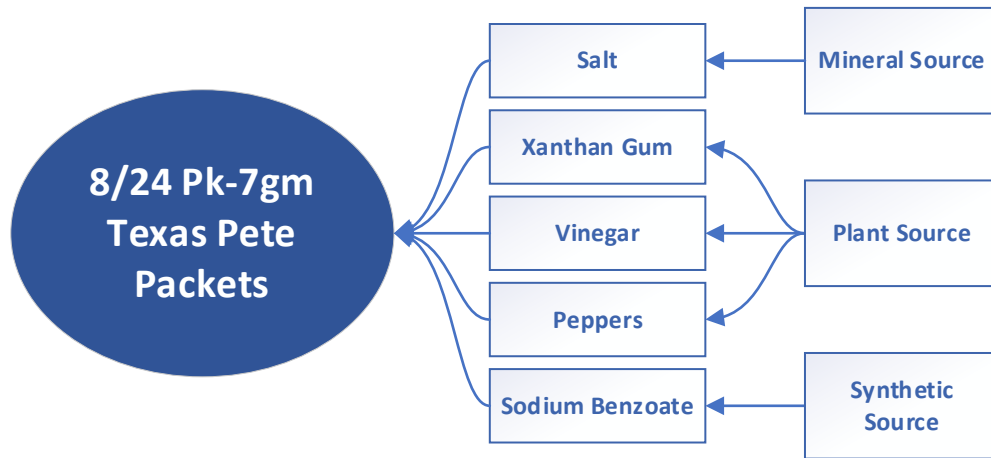 8/24 Pk-7gm
Texas Pete
Packets
Salt
Xanthan Gum
Vinegar
Peppers
Sodium Benzoate
Mineral Source
Plant Source
Synthetic
Source